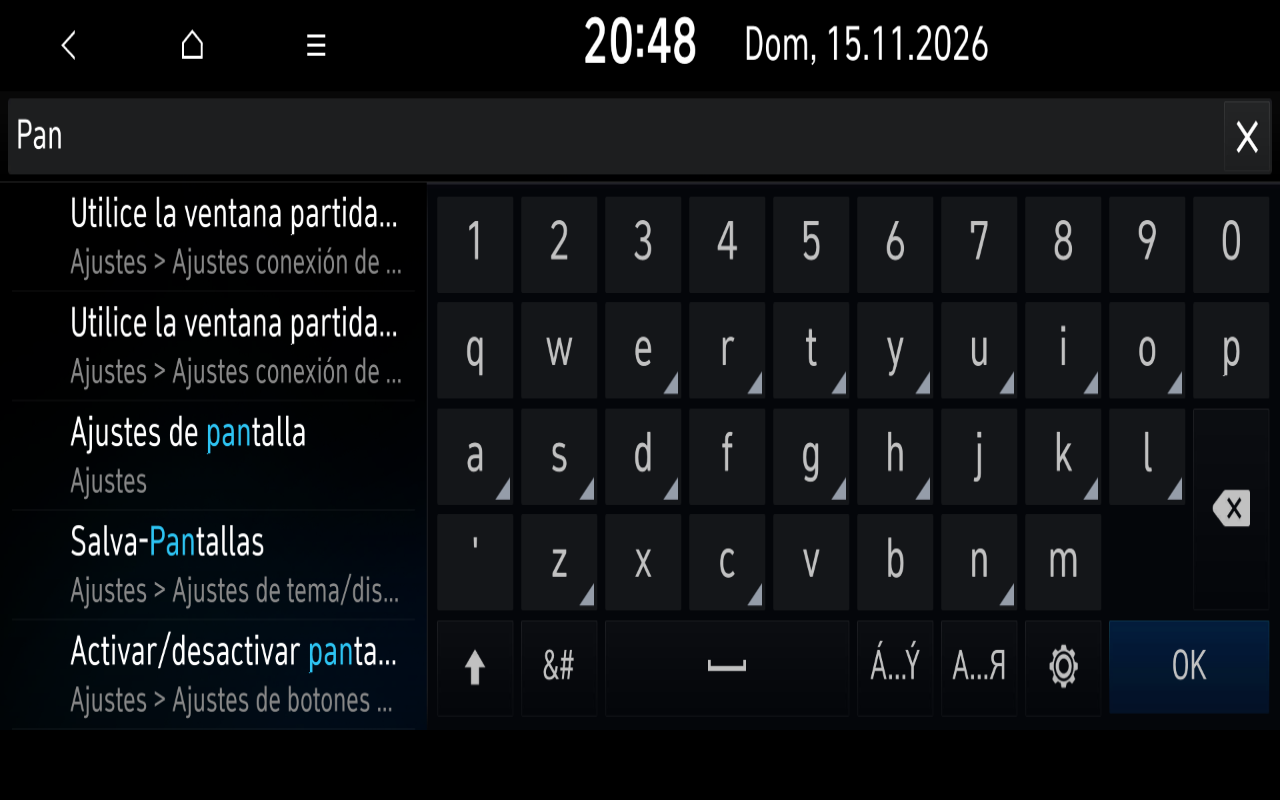 20:48 Dom, 15.11.2026
Pan X
Utilice la ventana partida...
Ajustes > Ajustes conexión de ...
Utilice la ventana partida...
Ajustes > Ajustes conexión de ...
Ajustes de pantalla
Ajustes
Salva-Pantallas
Ajustes > Ajustes de tema/dis...
Activar/desactivar panta...
Ajustes > Ajustes de botones ...
1 2 3 4 5 6 7 8 9 0
q w e r t y u i o p
a s d f g h j k l
' z x c v b n m
&# Á...Ý А...Я OK